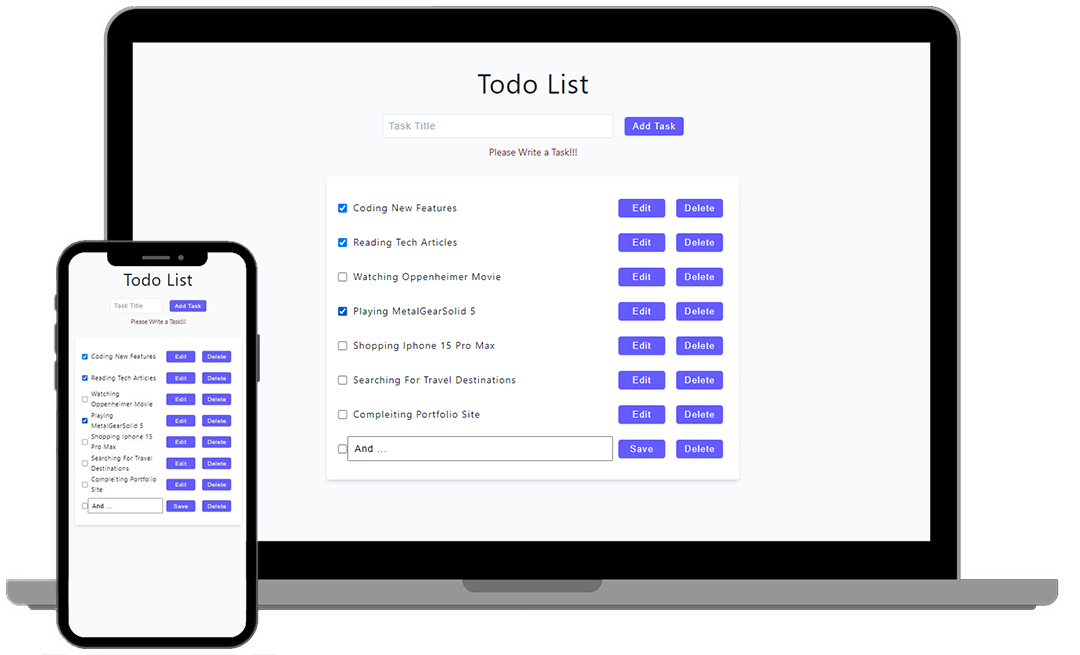 Todo List
Task Title Add Task
Please Write a Task!!!
Coding New Features Edit Delete
Reading Tech Articles Edit Delete
Watching Oppenheimer Movie Edit Delete
Playing MetalGearSolid 5 Edit Delete
Shopping Iphone 15 Pro Max Edit Delete
Searching For Travel Destinations Edit Delete
Compleiting Portfolio Site Edit Delete
And ... Save Delete
Todo List
Task Title Add Task
Please Write a Task!!!
Coding New Features Edit Delete
Reading Tech Articles Edit Delete
Watching
Oppenheimer Movie Edit Delete
Playing
MetalGearSolid 5 Edit Delete
Shopping Iphone 15
Pro Max Edit Delete
Searching For Travel
Destinations Edit Delete
Compleiting Portfolio
Site Edit Delete
And ... Save Delete